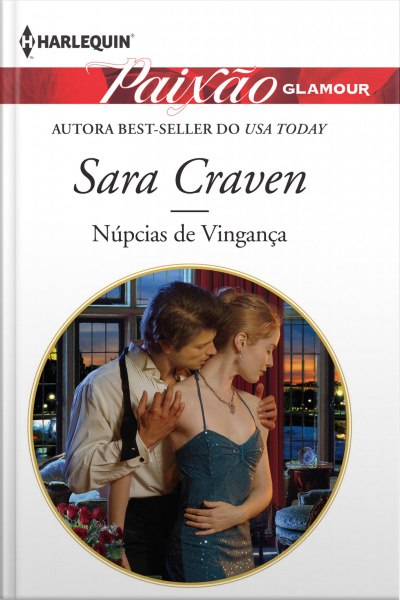 HARLEQUIN®
Paixão GLAMOUR
AUTORA BEST-SELLER DO USA TODAY
Sara Craven
Núpcias de Vingança